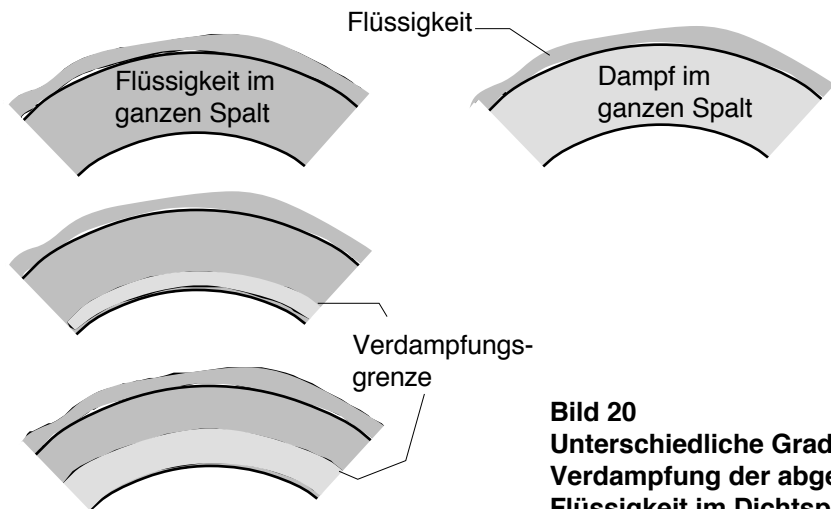 Flüssigkeit
Flüssigkeit im
ganzen Spalt
Dampf im
ganzen Spalt
Verdampfungs-
grenze
Bild 20
Unterschiedliche Grad
Verdampfung der abge
Flüssigkeit im Dichtsp